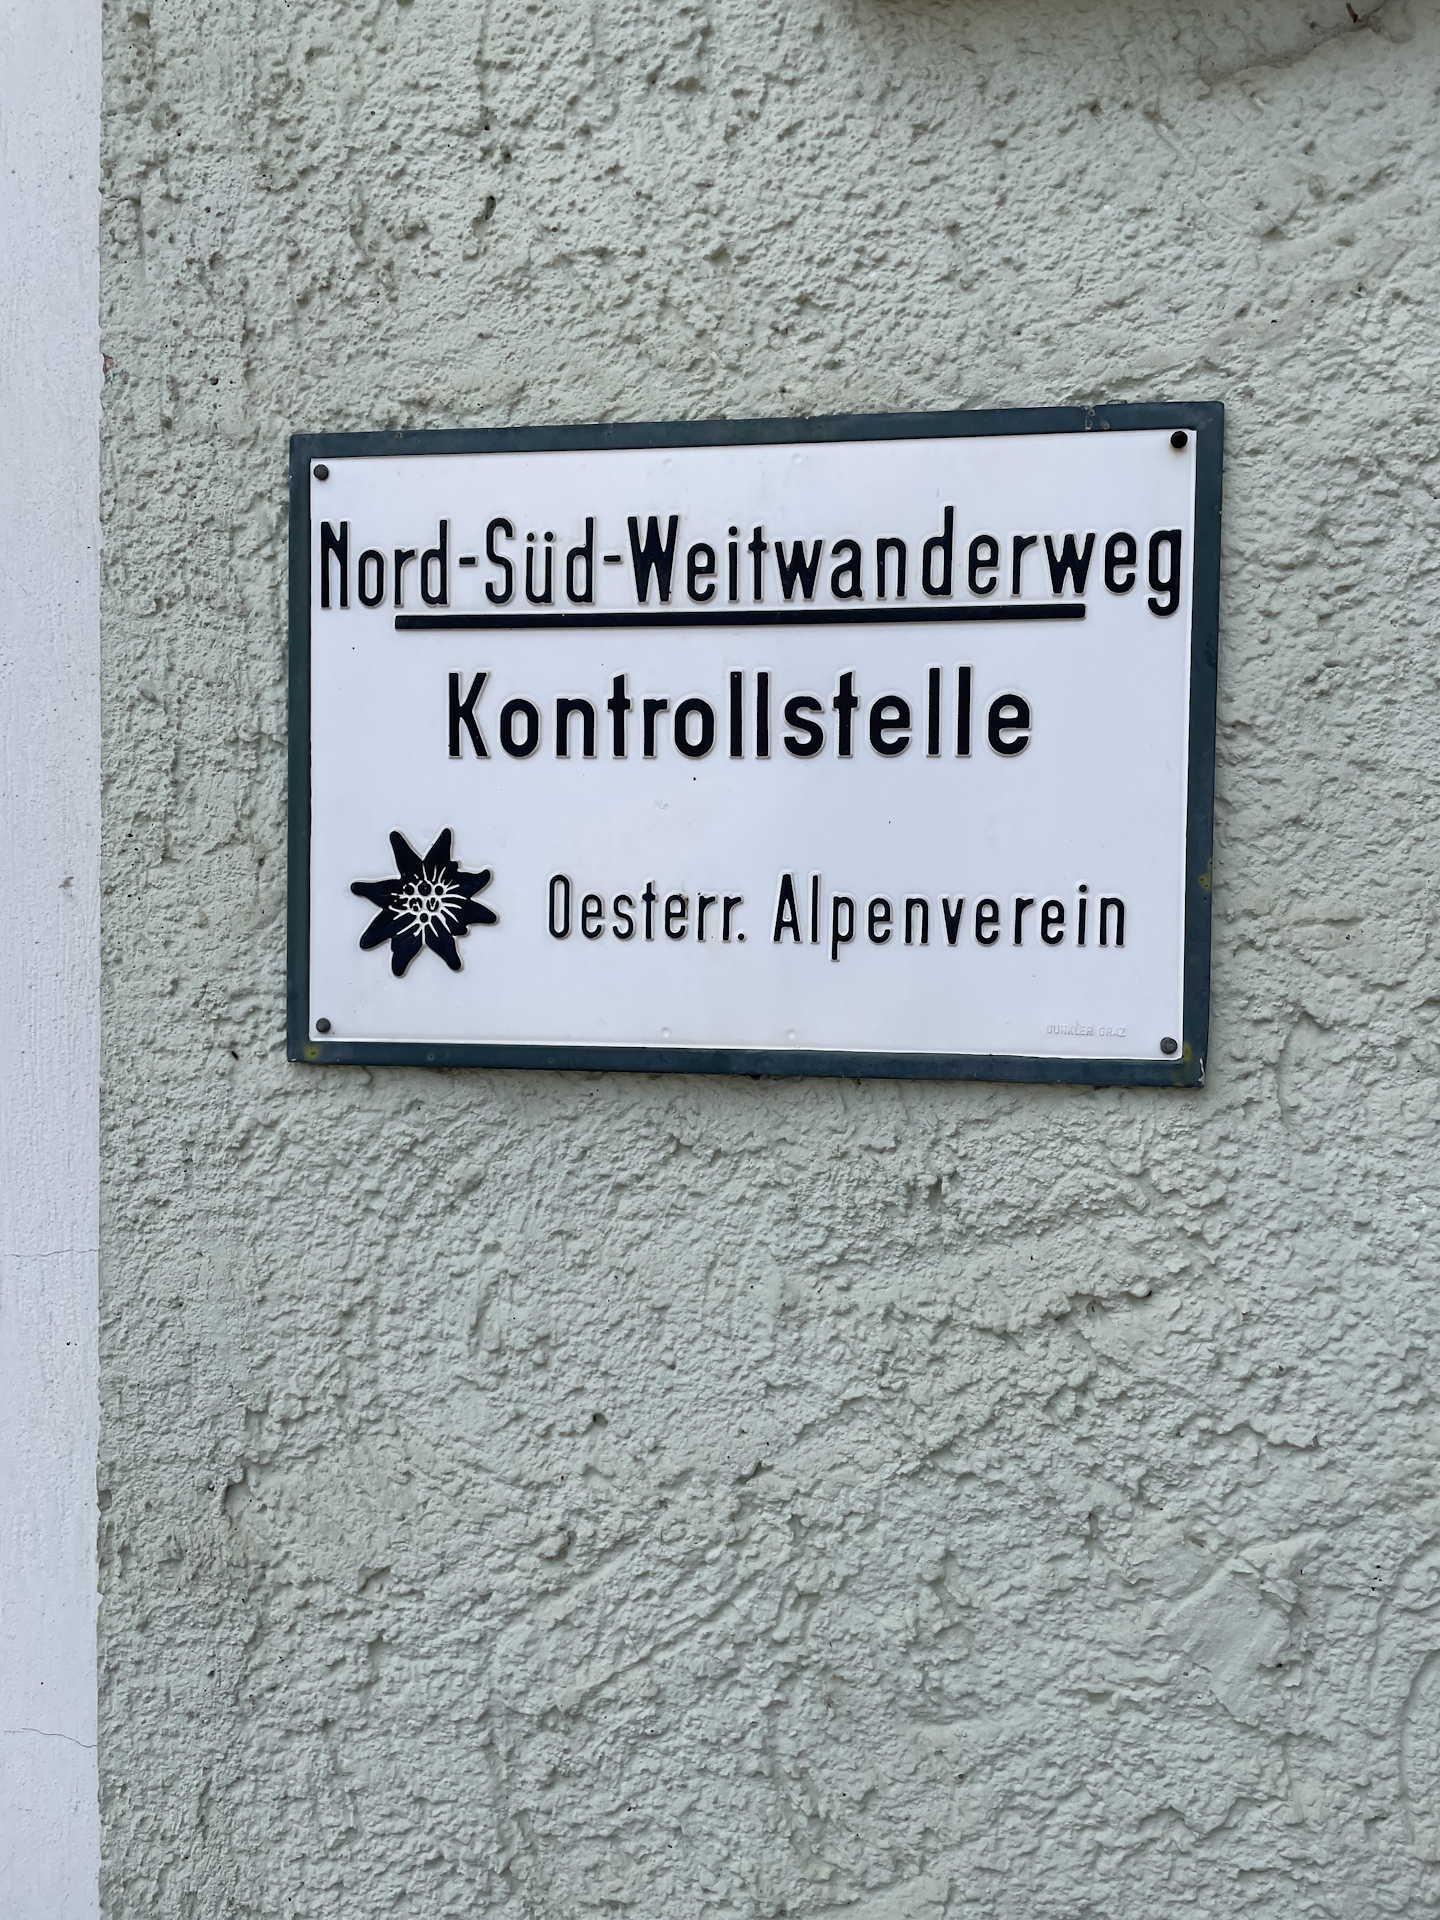 Nord-Süd-Weitwanderweg
Kontrollstelle
Oesterr. Alpenverein
DUNKLER GRAZ